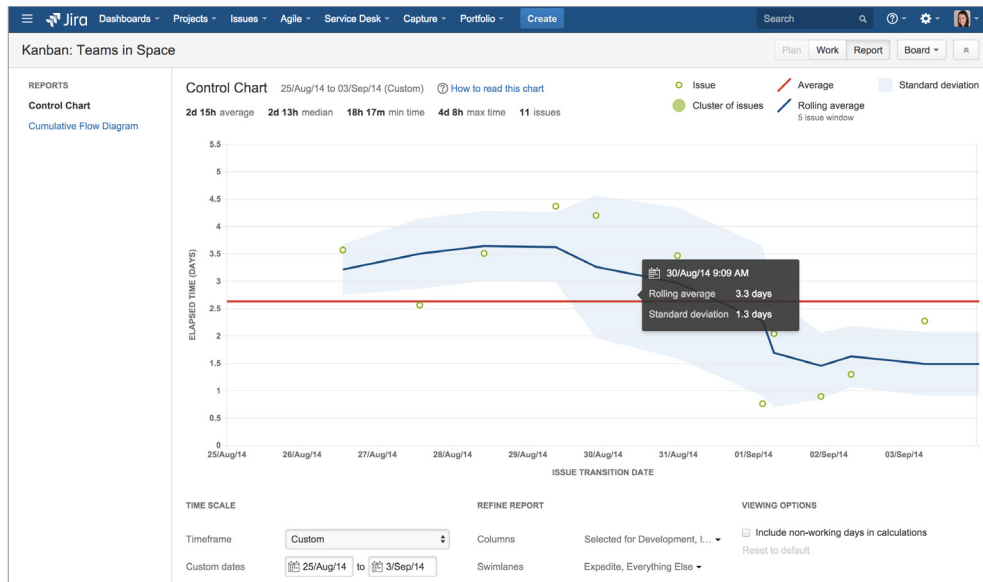 Jira Dashboards Projects Issues Agile Service Desk Capture Portfolio Create Search
Kanban: Teams in Space Plan Work Report Board
REPORTS
Control Chart
Cumulative Flow Diagram
Control Chart 25/Aug/14 to 03/Sep/14 (Custom) How to read this chart
2d 15h average 2d 13h median 18h 17m min time 4d 8h max time 11 issues
Issue Average Standard deviation
Cluster of issues Rolling average
5 issue window
5.5
5
4.5
4
3.5
3
2.5
2
1.5
1
0.5
0
ELAPSED TIME (DAYS)
30/Aug/14 9:09 AM
Rolling average 3.3 days
Standard deviation 1.3 days
25/Aug/14 26/Aug/14 27/Aug/14 28/Aug/14 29/Aug/14 30/Aug/14 31/Aug/14 01/Sep/14 02/Sep/14 03/Sep/14
ISSUE TRANSITION DATE
TIME SCALE REFINE REPORT VIEWING OPTIONS
Timeframe Custom Columns Selected for Development, I... Include non-working days in calculations
Reset to default
Custom dates 25/Aug/14 to 3/Sep/14 Swimlanes Expedite, Everything Else